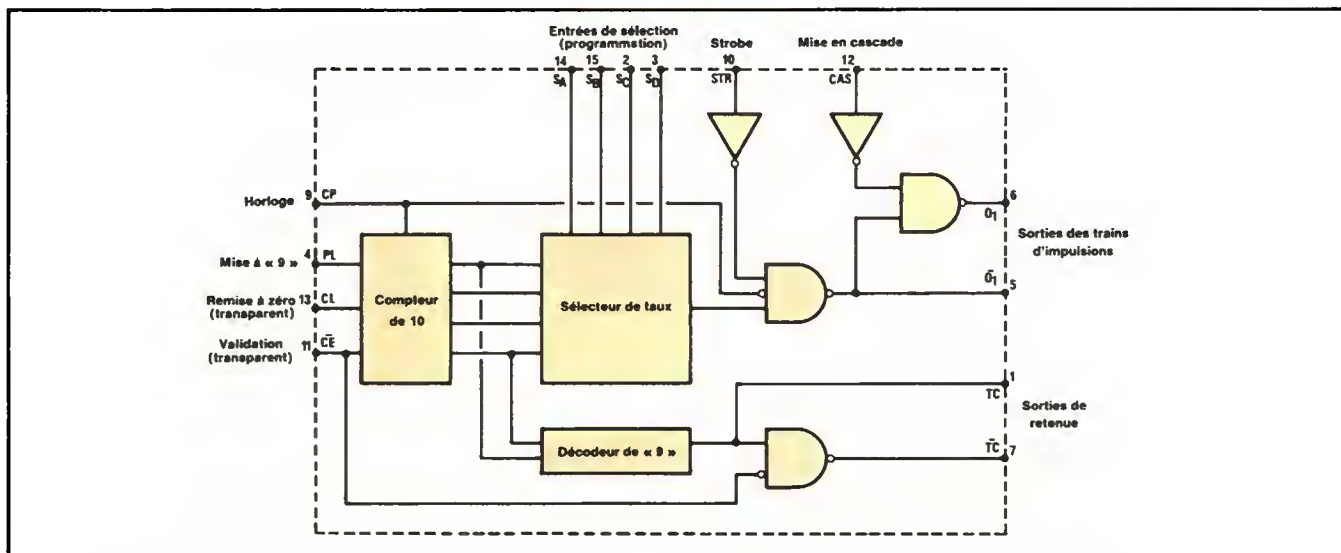 Entrées de sélection
(programmation)
Strobe
Mise en cascade
14
15
2
3
10
12
SA
SB
SC
SD
STR
CAS
Horloge
9
CP
Mise à « 9 »
4
PL
Remise à zéro
(transparent)
13
CL
Validation
(transparent)
11
CE
Compteur
de 10
Sélecteur de taux
Décodeur de « 9 »
6
O1
Sorties des trains
d'impulsions
O1
5
1
TC
Sorties de
retenue
TC
7